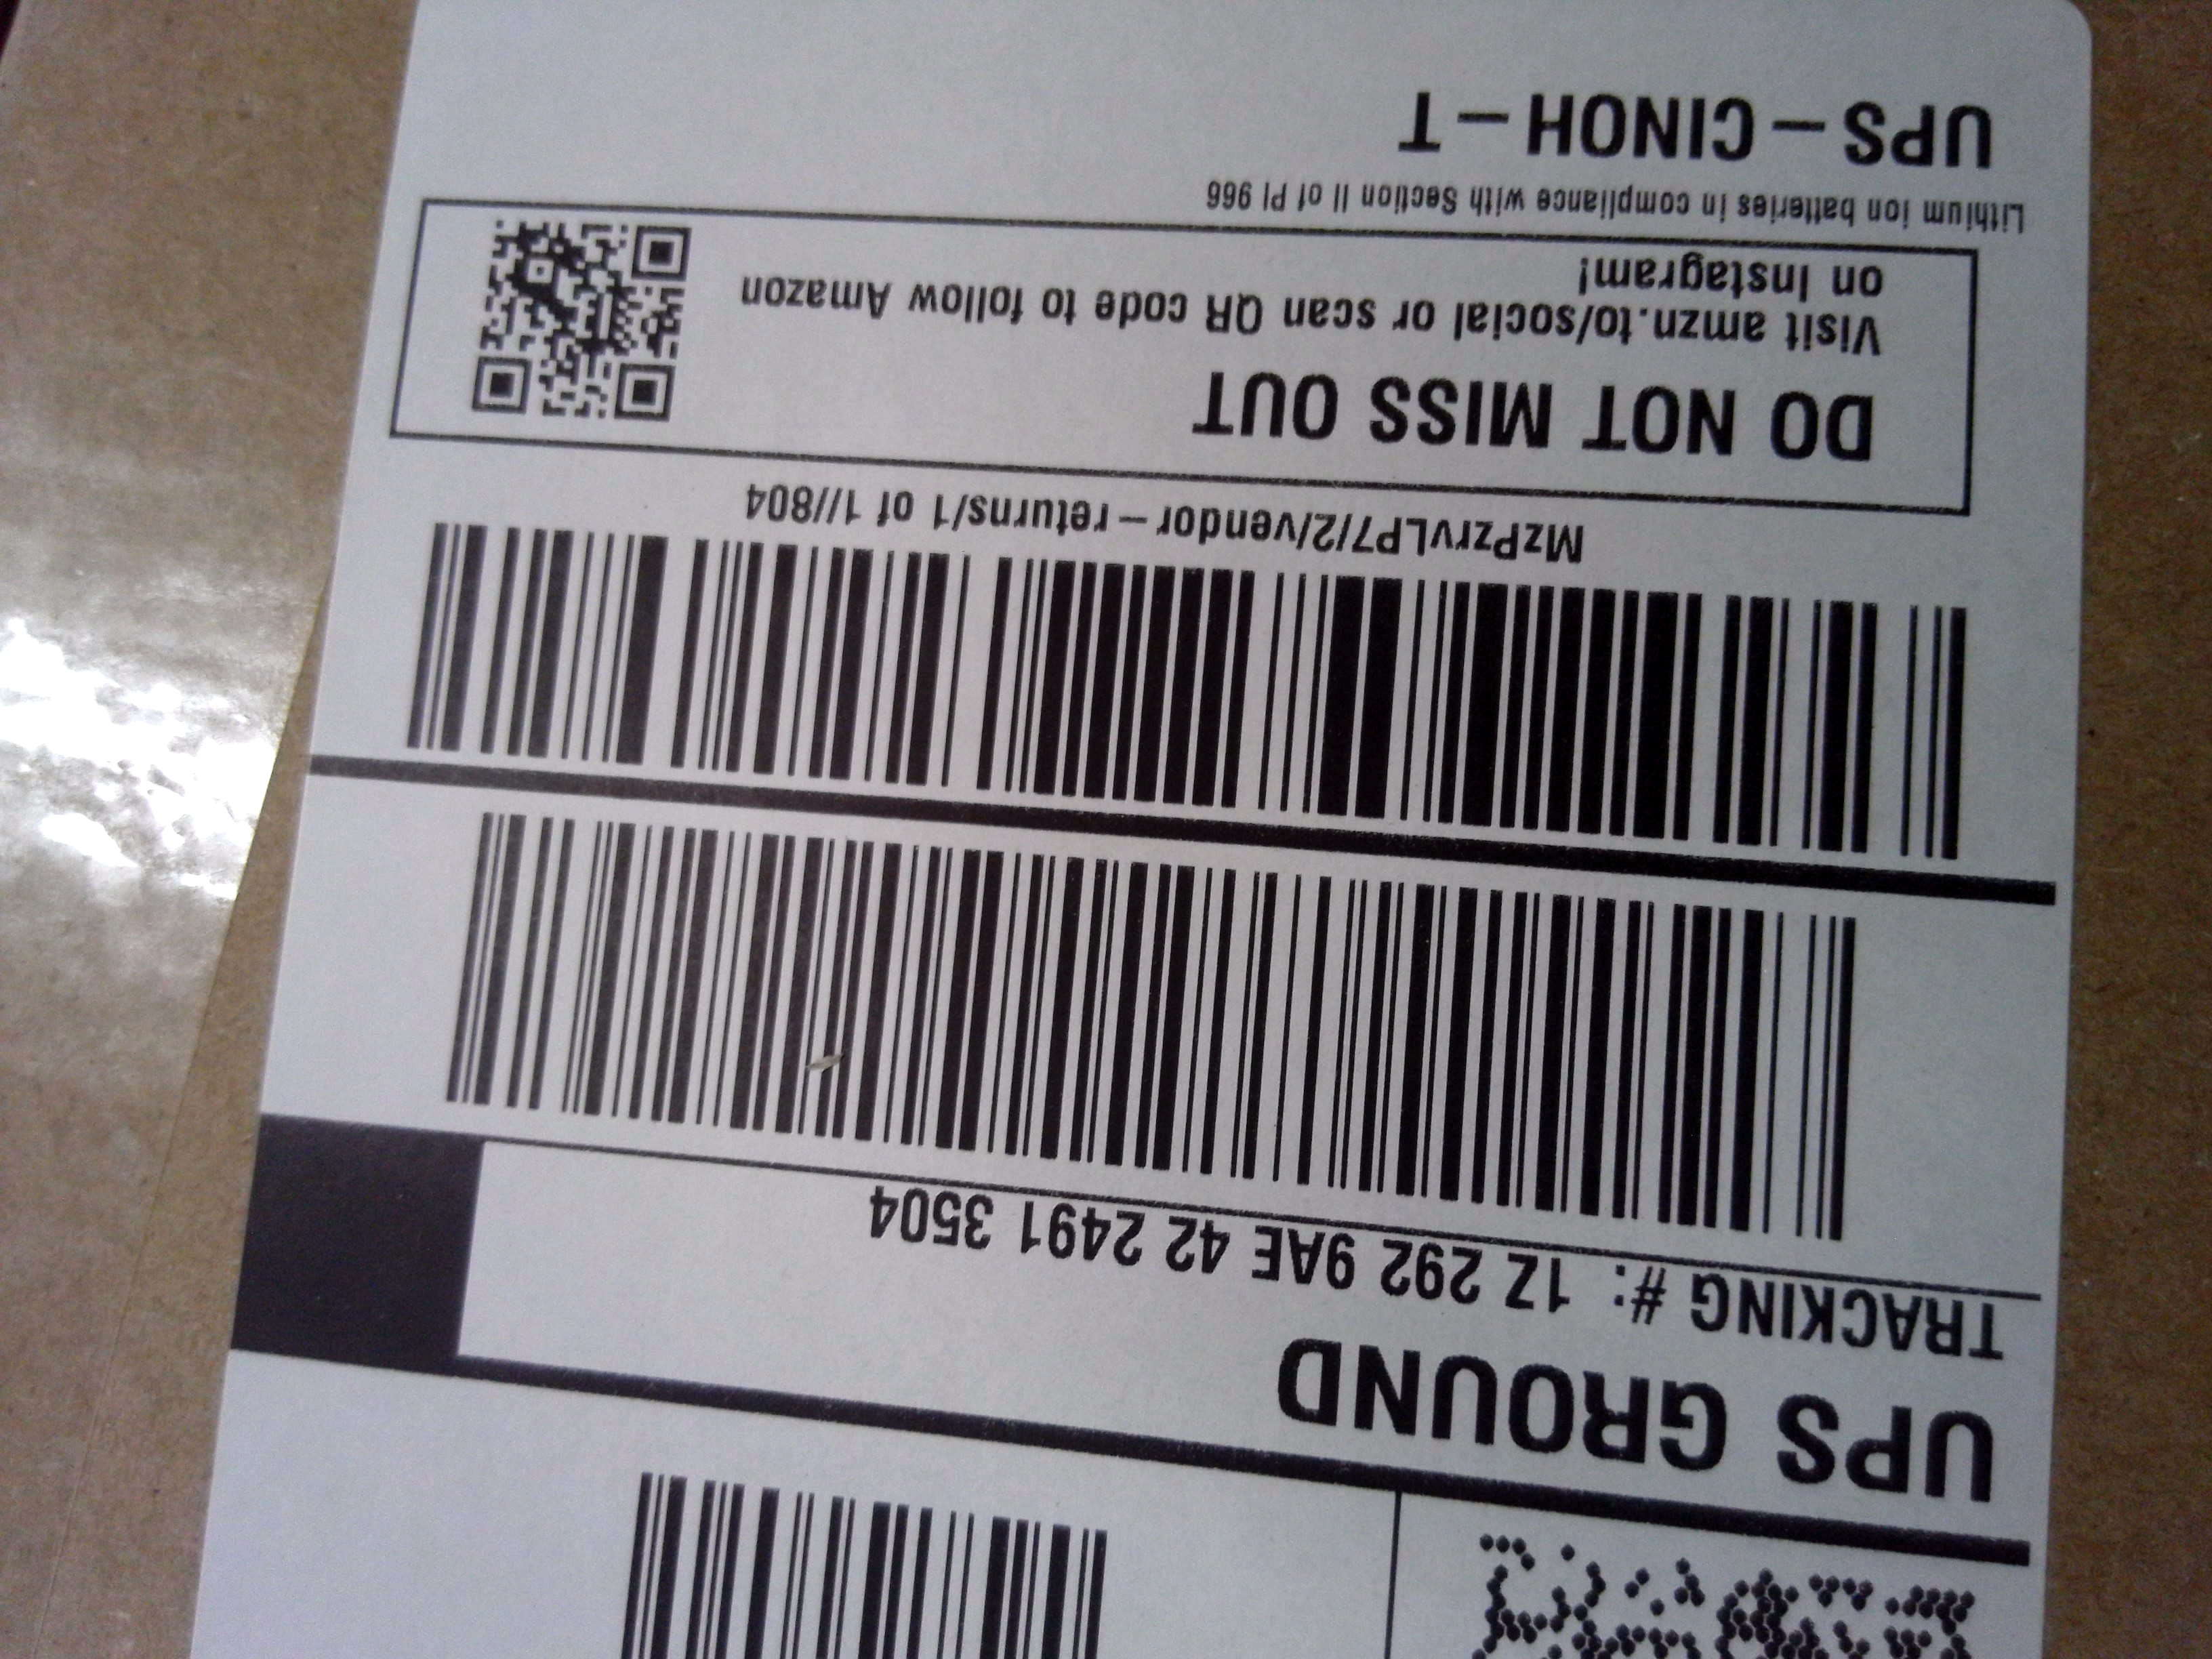 UPS GROUND
TRACKING #: 1Z 292 9AE 42 2491 3504
MzPzrvLP7/2/vendor-returns/1 of 1//804
DO NOT MISS OUT
Visit amzn.to/social or scan QR code to follow Amazon
on Instagram!
Lithium ion batteries in compliance with Section II of PI 966
UPS-CINOH-T